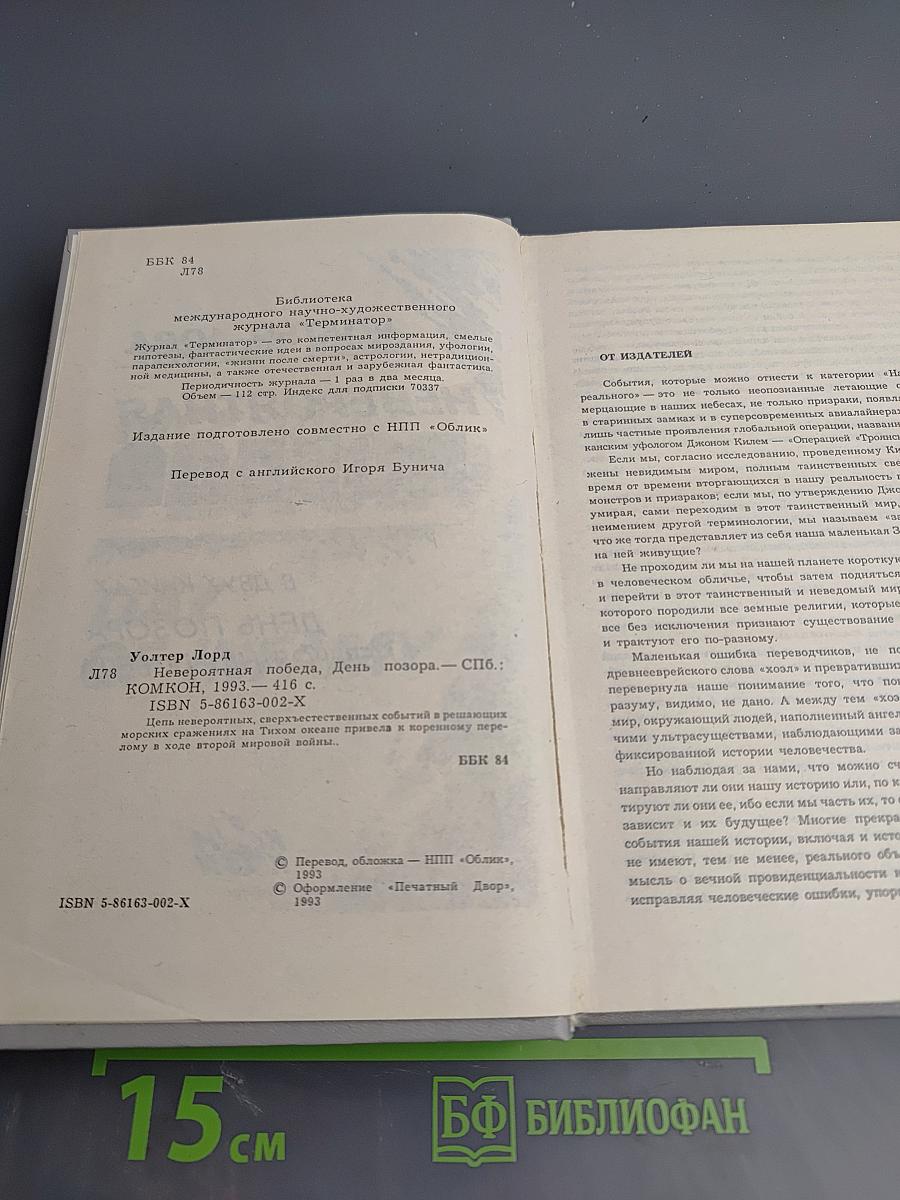 ББК 84
Л78
Библиотека
международного научно-художественного
журнала «Терминатор»
Журнал «Терминатор» — это компетентная информация, смелые
гипотезы, фантастические идеи в вопросах мироздания, уфологии,
парапсихологии, «жизни после смерти», астрологии, нетрадицион-
ной медицины, а также отечественная и зарубежная фантастика.
Периодичность журнала — 1 раз в два месяца.
Объем — 112 стр. Индекс для подписки 70337
Издание подготовлено совместно с НПП «Облик»
Перевод с английского Игоря Бунича
Уолтер Лорд
Л78 Невероятная победа, День позора.— СПб.:
КОМКОН, 1993.— 416 с.
ISBN 5-86163-002-X
Цепь невероятных, сверхъестественных событий в решающих
морских сражениях на Тихом океане привела к коренному пере-
лому в ходе второй мировой войны..
ББК 84
© Перевод, обложка — НПП «Облик»,
1993
© Оформление «Печатный Двор»,
1993
ISBN 5-86163-002-X
ОТ ИЗДАТЕЛЕЙ
События, которые можно отнести к категории
реального» — это не только неопознанные летающие
мерцающие в наших небесах, не только призраки,
в старинных замках и в суперсовременных авиалайнерах
лишь частные проявления глобальной операции,
канским уфологом Джоном Килем — «Операцией
Если мы, согласно исследованию, проведенному
жены невидимым миром, полным таинственных
время от времени вторгающихся в нашу реальность
монстров и призраков; если мы, по утверждению
умирая, сами переходим в этот таинственный мир,
неимением другой терминологии, мы называем
что же тогда представляет из себя наша маленькая
на ней живущие?
Не проходим ли мы на нашей планете
в человеческом обличье, чтобы затем подняться
и перейти в этот таинственный и неведомый
которого породили все земные религии, которые
все без исключения признают существование
и трактуют его по-разному.
Маленькая ошибка переводчиков, не
древнееврейского слова «хоэл» и
перевернула наше понимание того, что
разуму, видимо, не дано. А между тем
мир, окружающий людей, наполненный
чими ультрасуществами, наблюдающими
фиксированной истории человечества.
Но наблюдая за нами, что можно
направляют ли они нашу историю или, по
тируют ли они ее, ибо если мы часть их, то
зависит и их будущее? Многие
события нашей истории, включая и
не имеют, тем не менее, реального
мысль о вечной провиденциальности
исправляя человеческие ошибки,
15 см
БФ БИБЛИОФАН